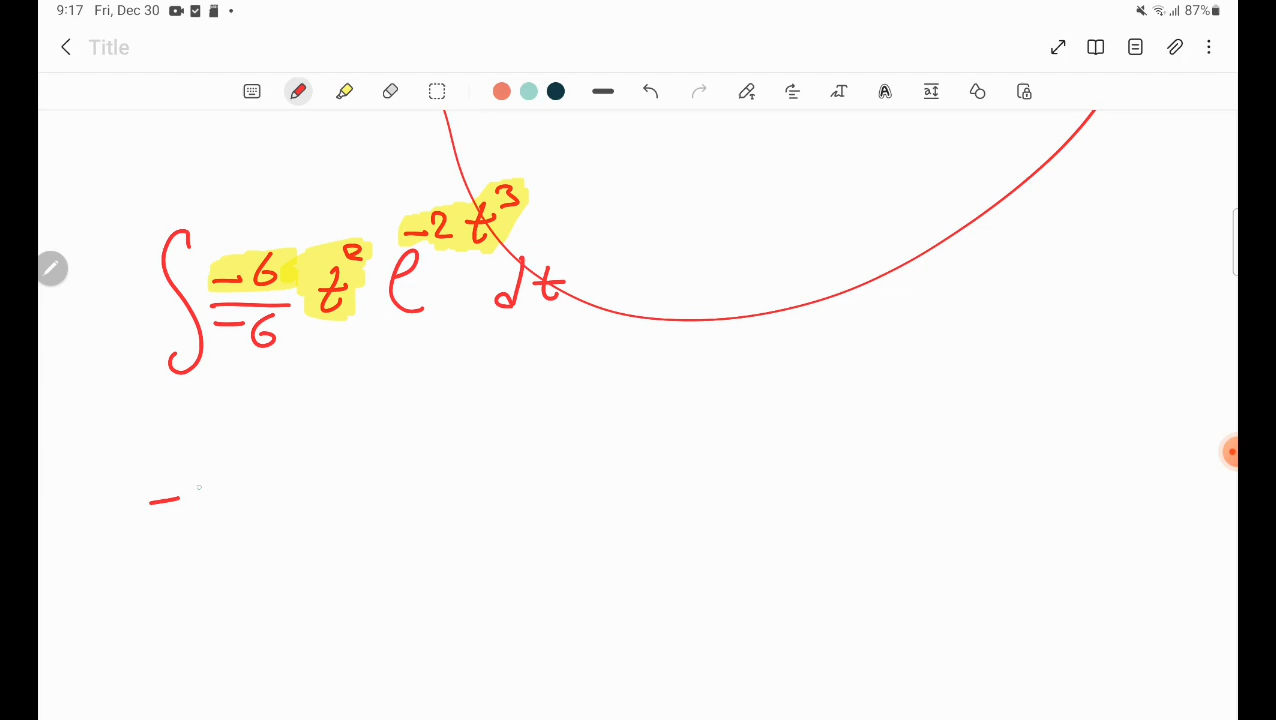 9:17 Fri, Dec 30 87%
Title
∫ -6/-6 t² e^(-2t³) dt
-